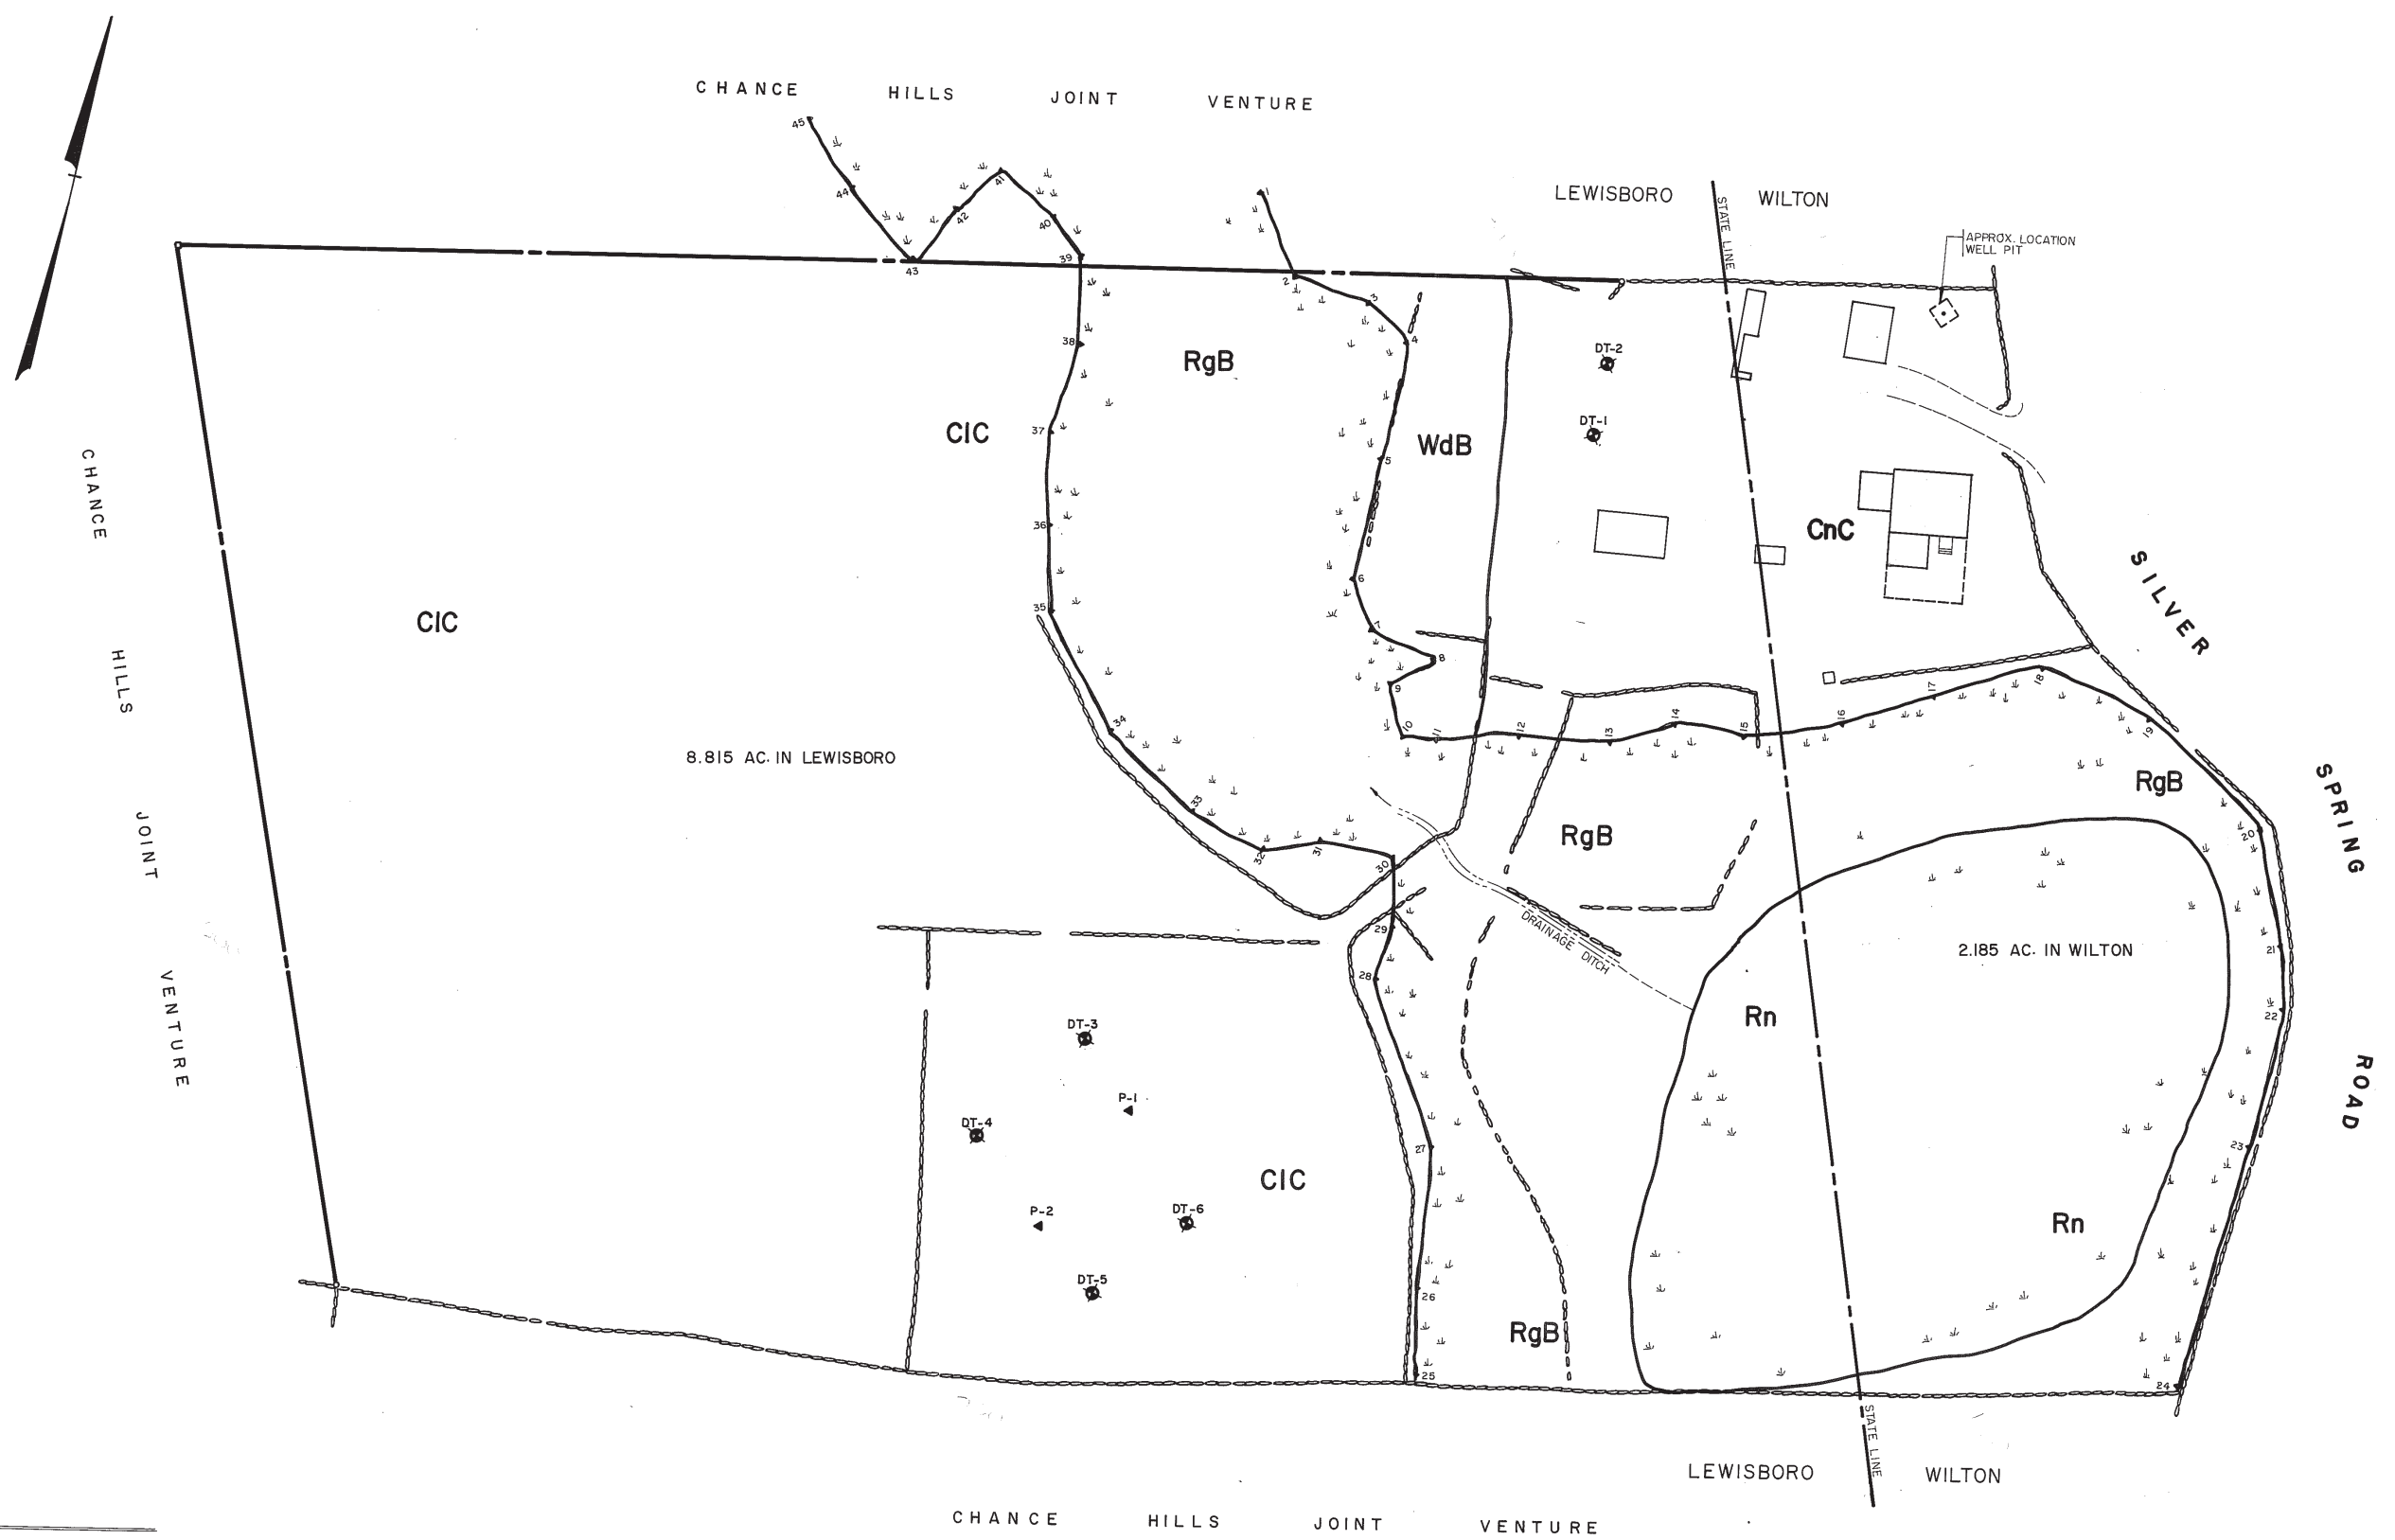 CHANCE HILLS JOINT VENTURE
45
44
43
42
41
40
39
1
LEWISBORO
WILTON
STATE LINE
APPROX. LOCATION
WELL PIT
2
3
4
38
RgB
DT-2
37
ClC
WdB
DT-1
5
36
CnC
6
35
ClC
7
8
9
CHANCE HILLS JOINT VENTURE
SILVER SPRING ROAD
34
10
11
12
13
14
15
16
17
18
19
8.815 AC. IN LEWISBORO
RgB
33
32
31
30
RgB
20
29
28
DRAINAGE DITCH
2.185 AC. IN WILTON
21
22
Rn
DT-3
P-1
DT-4
27
23
ClC
P-2
DT-6
Rn
DT-5
26
RgB
25
24
STATE LINE
LEWISBORO
WILTON
CHANCE HILLS JOINT VENTURE